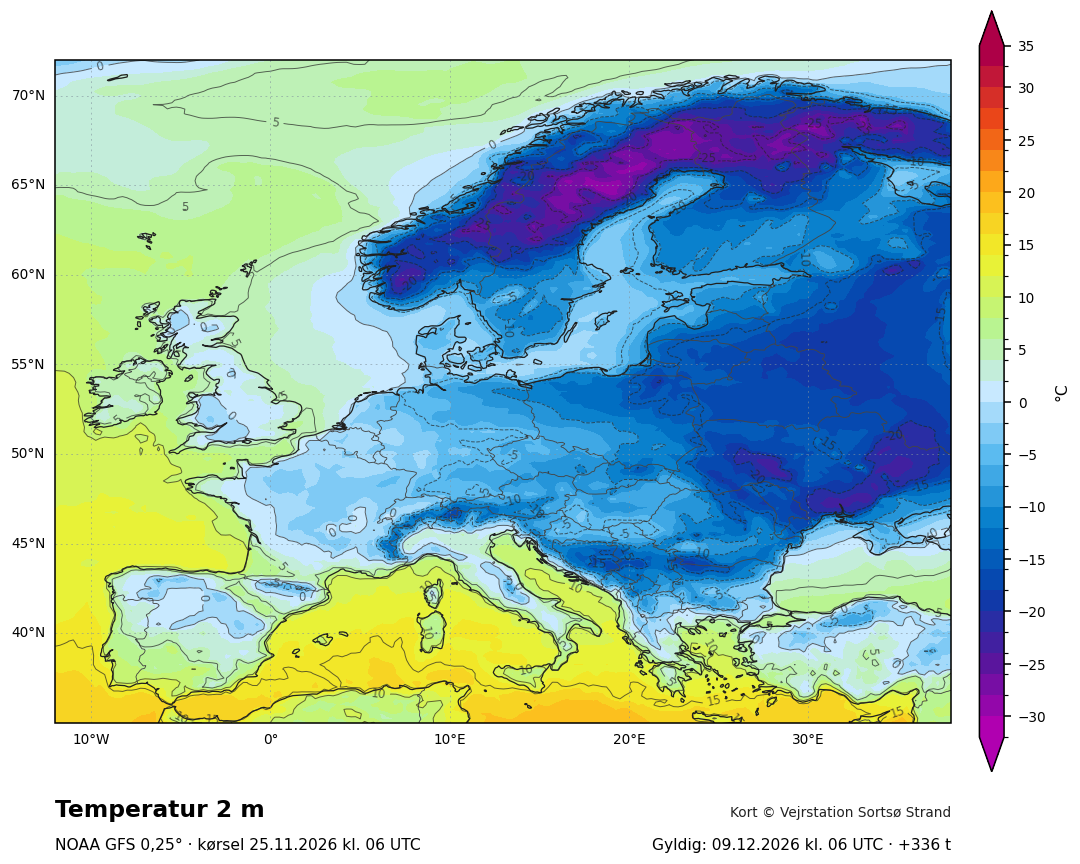 70°N
65°N
60°N
55°N
50°N
45°N
40°N
10°W
0°
10°E
20°E
30°E
35
30
25
20
15
10
5
0
−5
−10
−15
−20
−25
−30
°C
Temperatur 2 m
Kort © Vejrstation Sortsø Strand
NOAA GFS 0,25° · kørsel 25.11.2026 kl. 06 UTC
Gyldig: 09.12.2026 kl. 06 UTC · +336 t